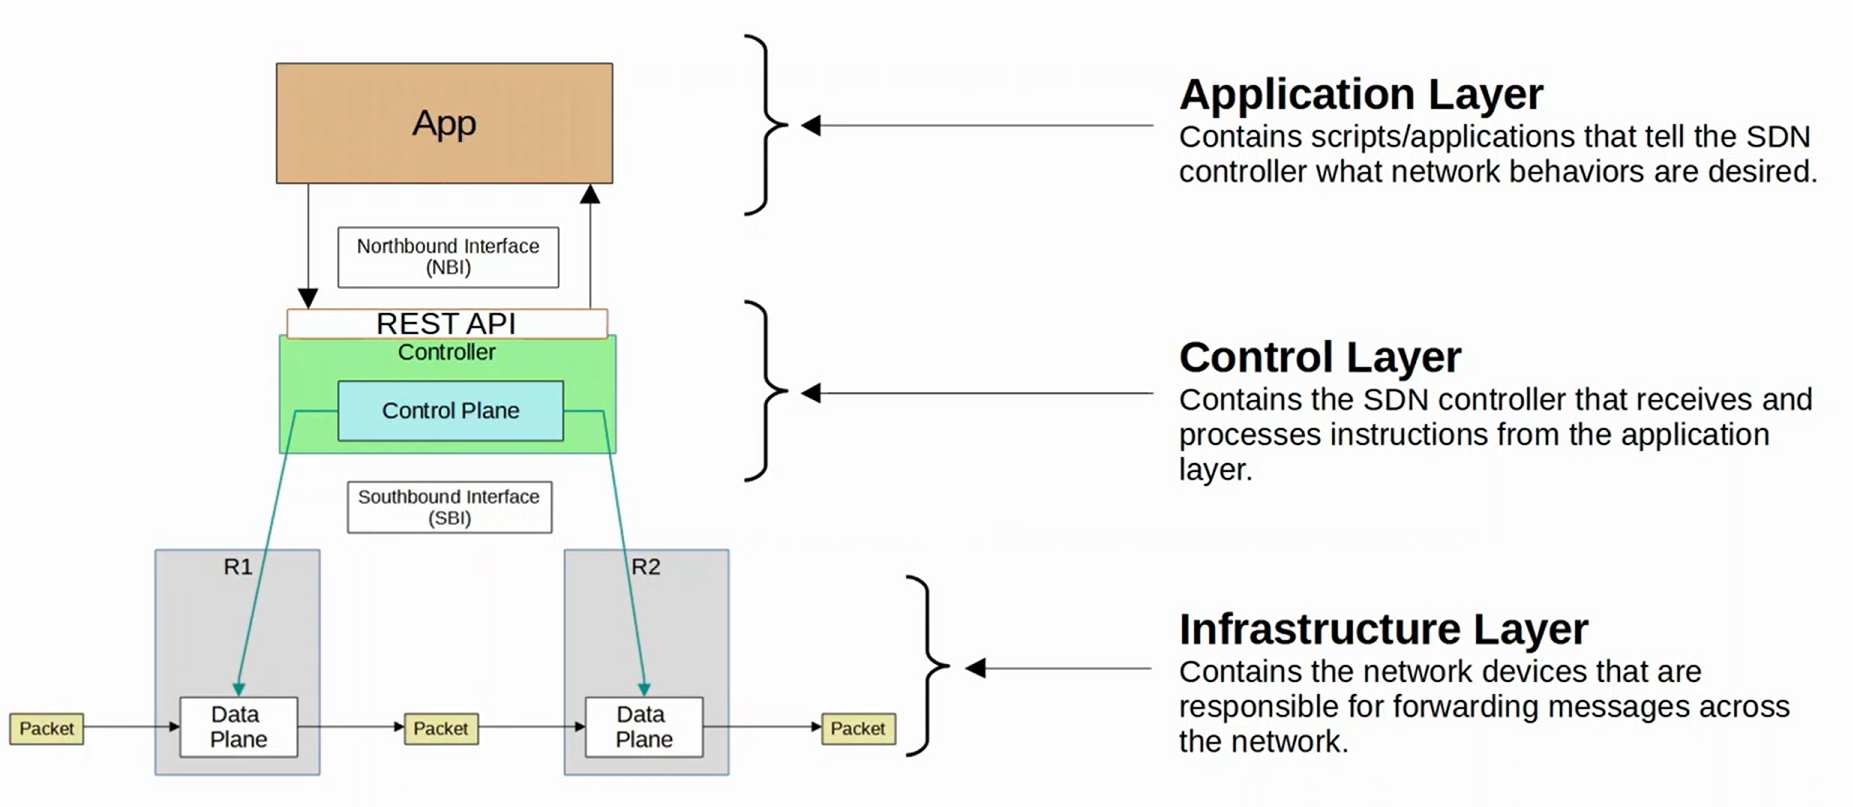 App
Northbound Interface
(NBI)
REST API
Controller
Control Plane
Southbound Interface
(SBI)
R1
R2
Packet
Data
Plane
Packet
Data
Plane
Packet
Application Layer
Contains scripts/applications that tell the SDN
controller what network behaviors are desired.
Control Layer
Contains the SDN controller that receives and
processes instructions from the application
layer.
Infrastructure Layer
Contains the network devices that are
responsible for forwarding messages across
the network.